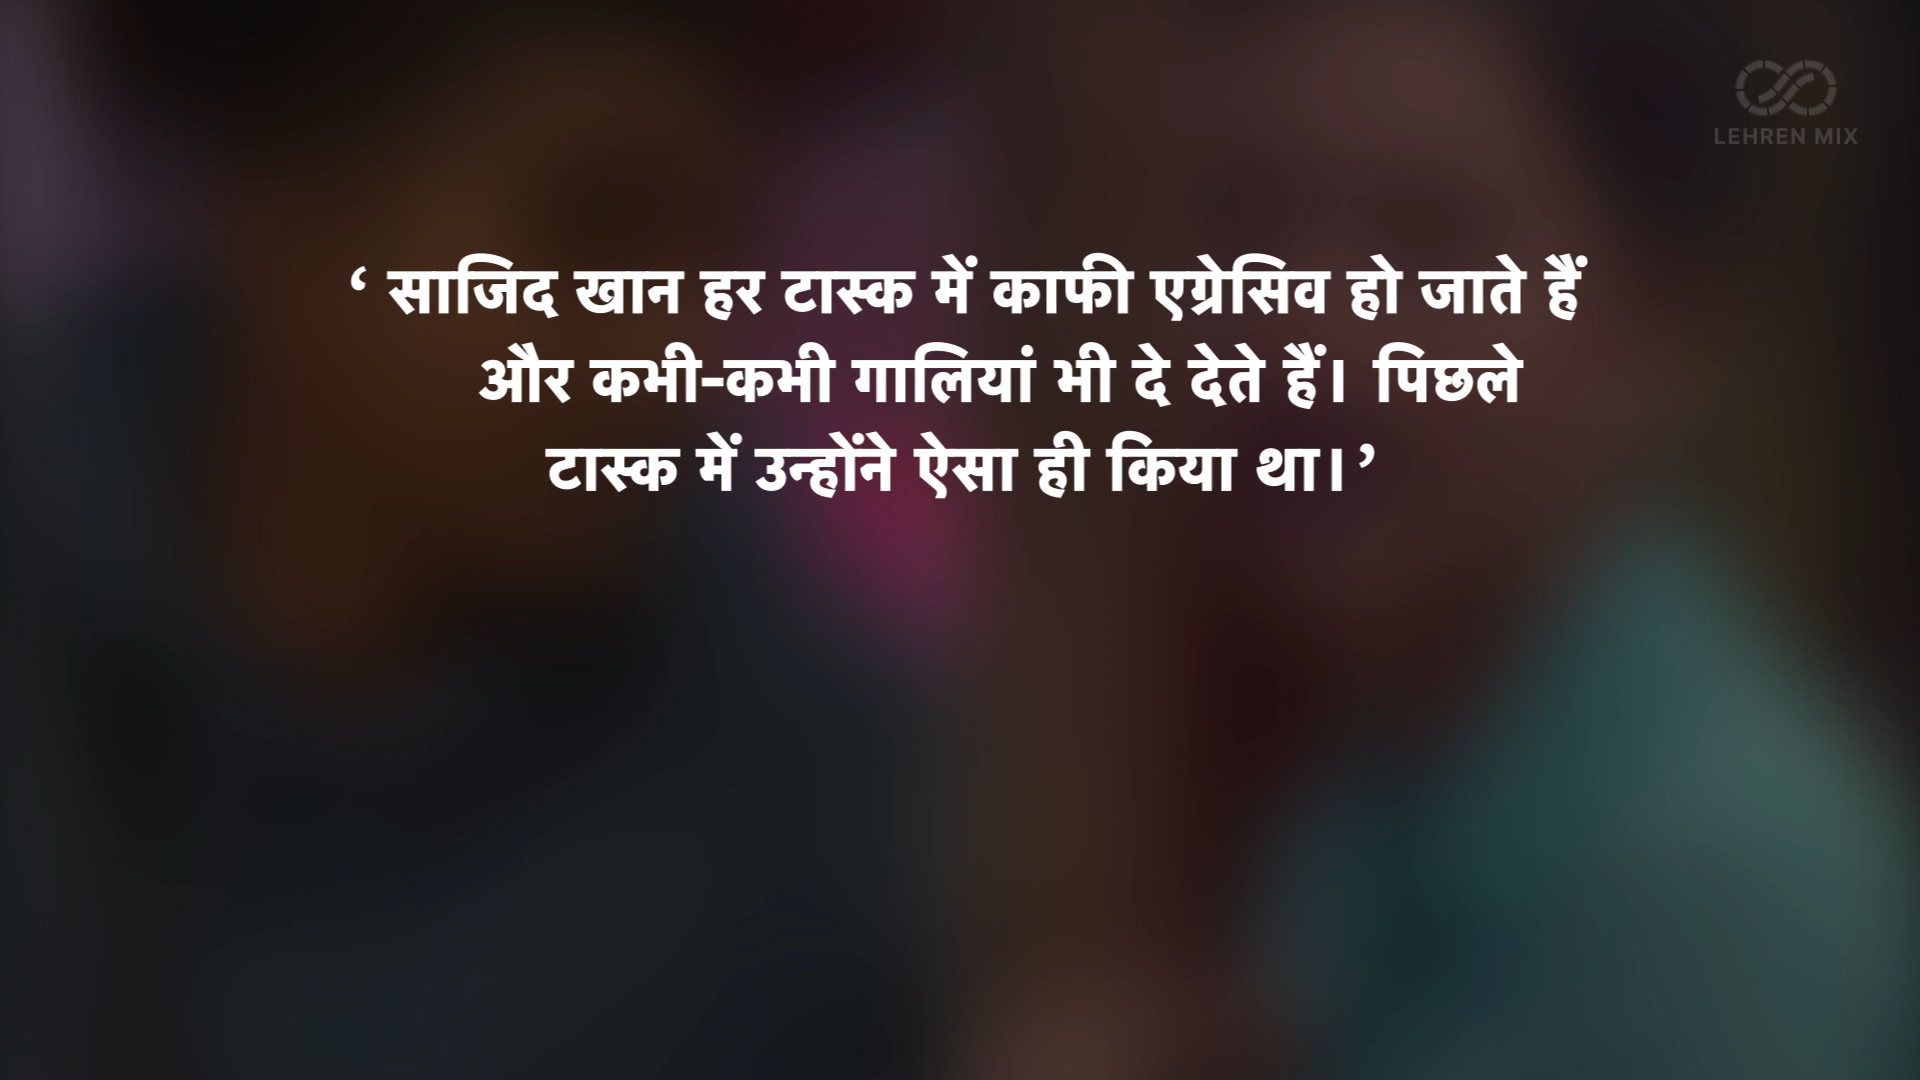 LEHREN MIX
‘ साजिद खान हर टास्क में काफी एग्रेसिव हो जाते हैं
और कभी-कभी गालियां भी दे देते हैं। पिछले
टास्क में उन्होंने ऐसा ही किया था।’